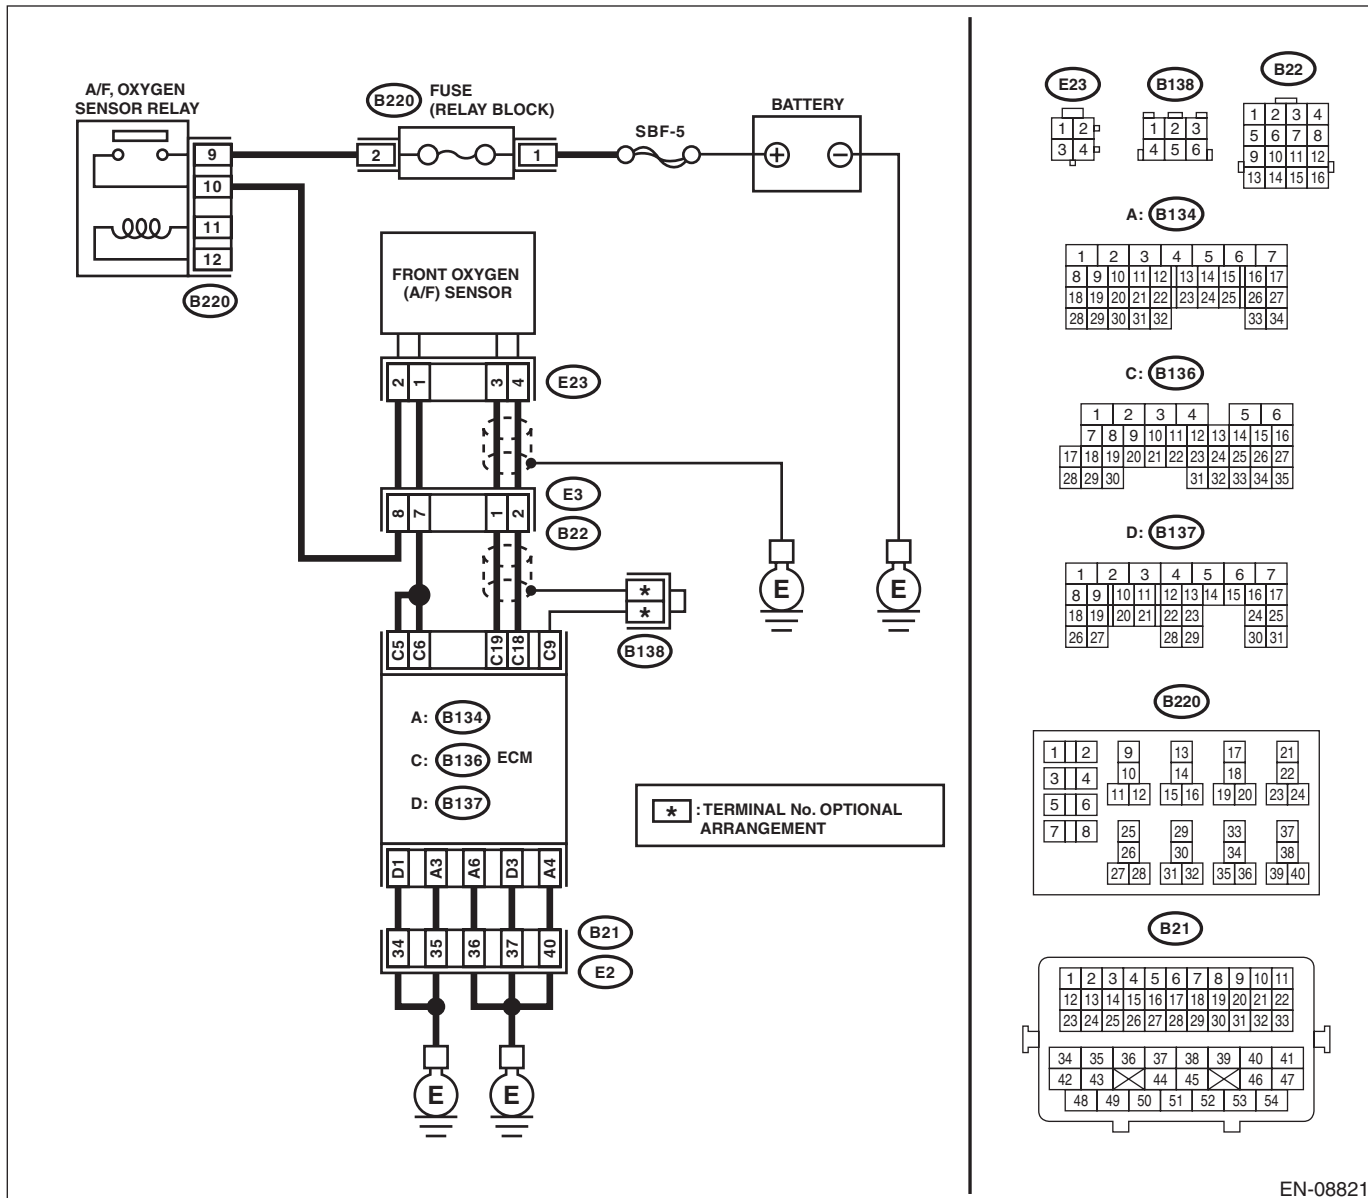 A/F, OXYGEN
SENSOR RELAY
9
10
11
12
B220
B220
FUSE
(RELAY BLOCK)
2
1
SBF-5
BATTERY
+
−
FRONT OXYGEN
(A/F) SENSOR
2 1 3 4
E23
E3
8 7 1 2
B22
E
E
*
*
B138
C5 C6 C19 C18 C9
A: B134
C: B136 ECM
D: B137
* : TERMINAL No. OPTIONAL
ARRANGEMENT
D1 A3 A6 D3 A4
B21
34 35 36 37 40
E2
E
E
E23
1 2
3 4
B138
1 2 3
4 5 6
B22
1 2 3 4
5 6 7 8
9 10 11 12
13 14 15 16
A: B134
1 2 3 4 5 6 7
8 9 10 11 12 13 14 15 16 17
18 19 20 21 22 23 24 25 26 27
28 29 30 31 32 33 34
C: B136
1 2 3 4 5 6
7 8 9 10 11 12 13 14 15 16
17 18 19 20 21 22 23 24 25 26 27
28 29 30 31 32 33 34 35
D: B137
1 2 3 4 5 6 7
8 9 10 11 12 13 14 15 16 17
18 19 20 21 22 23 24 25
26 27 28 29 30 31
B220
1 2 9 13 17 21
3 4 10 14 18 22
5 6 11 12 15 16 19 20 23 24
7 8 25 29 33 37
26 30 34 38
27 28 31 32 35 36 39 40
B21
1 2 3 4 5 6 7 8 9 10 11
12 13 14 15 16 17 18 19 20 21 22
23 24 25 26 27 28 29 30 31 32 33
34 35 36 37 38 39 40 41
42 43 44 45 46 47
48 49 50 51 52 53 54
EN-08821